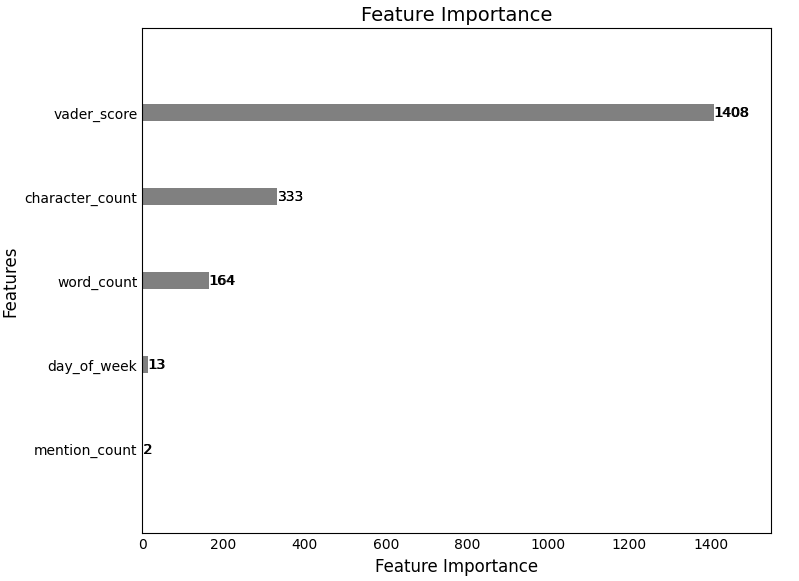 Feature Importance
vader_score
1408
character_count
333
word_count
164
day_of_week
13
mention_count
2
Features
0 200 400 600 800 1000 1200 1400
Feature Importance